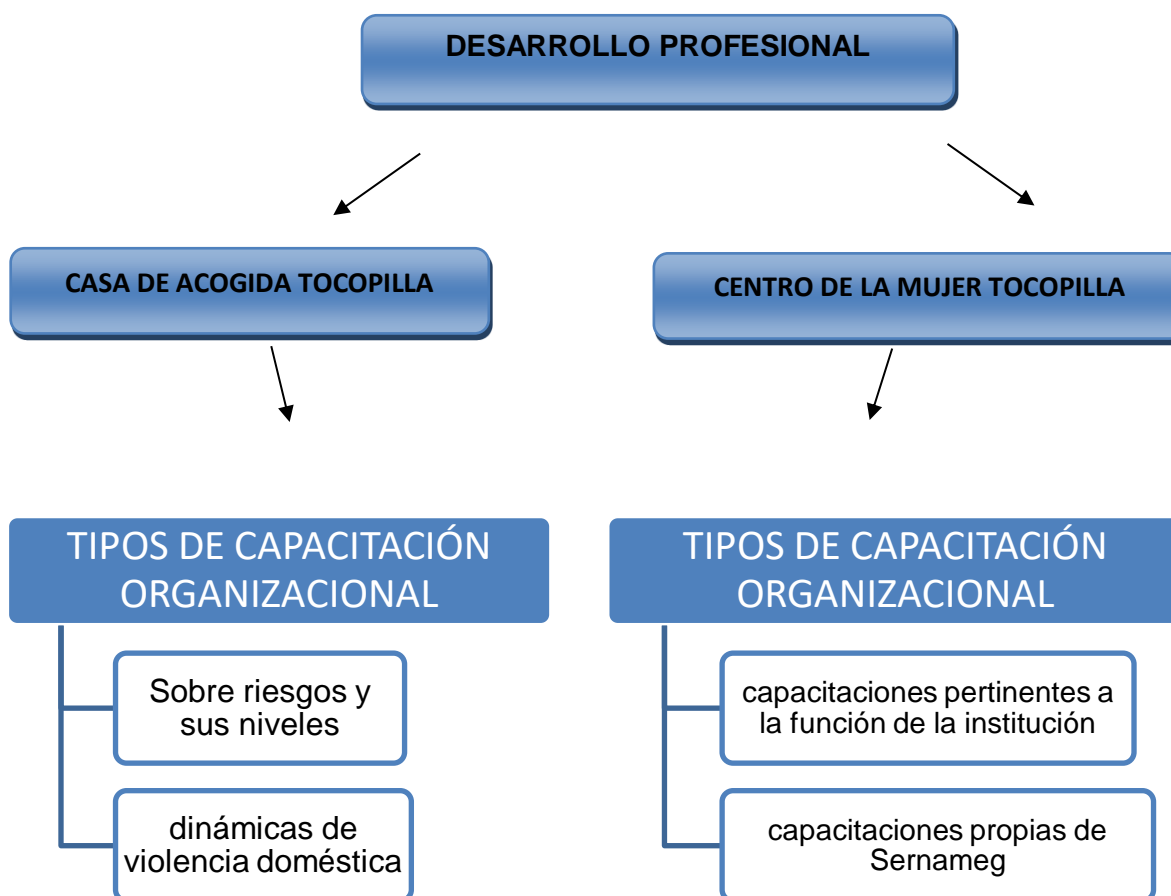 DESARROLLO PROFESIONAL
CASA DE ACOGIDA TOCOPILLA
CENTRO DE LA MUJER TOCOPILLA
TIPOS DE CAPACITACIÓN
ORGANIZACIONAL
Sobre riesgos y
sus niveles
dinámicas de
violencia doméstica
TIPOS DE CAPACITACIÓN
ORGANIZACIONAL
capacitaciones pertinentes a
la función de la institución
capacitaciones propias de
Sernameg